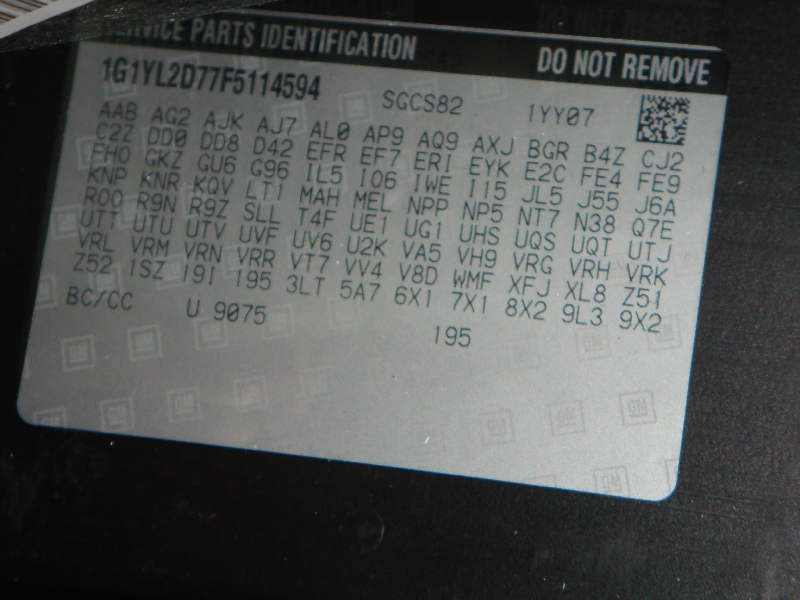 SERVICE PARTS IDENTIFICATION DO NOT REMOVE
1G1YL2D77F5114594 SGCS82 1YY07
AAB AG2 AJK AJ7 AL0 AP9 AQ9 AXJ BGR B4Z CJ2
C2Z DD0 DD8 D42 EFR EF7 ERI EYK E2C FE4 FE9
FHO GKZ GU6 G96 IL5 I06 IWE I15 JL5 J55 J6A
KNP KNR KQV LT1 MAH MEL NPP NP5 NT7 N38 Q7E
ROO R9N R9Z SLL T4F UE1 UG1 UHS UQS UQT UTJ
UTT UTU UTV UVF UV6 U2K VA5 VH9 VRG VRH VRK
VRL VRM VRN VRR VT7 VV4 V8D WMF XFJ XL8 Z51
Z52 1SZ 19I 195 3LT 5A7 6X1 7X1 8X2 9L3 9X2
BC/CC U 9075 195